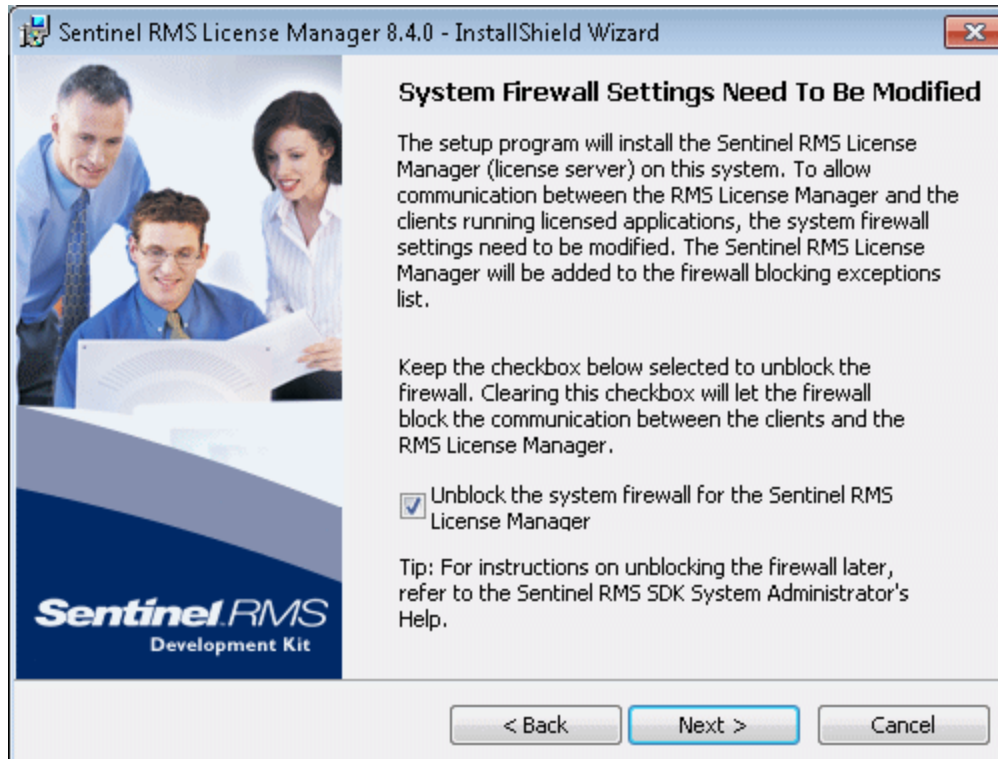 Sentinel RMS License Manager 8.4.0 - InstallShield Wizard
System Firewall Settings Need To Be Modified
The setup program will install the Sentinel RMS License
Manager (license server) on this system. To allow
communication between the RMS License Manager and the
clients running licensed applications, the system firewall
settings need to be modified. The Sentinel RMS License
Manager will be added to the firewall blocking exceptions
list.
Keep the checkbox below selected to unblock the
firewall. Clearing this checkbox will let the firewall
block the communication between the clients and the
RMS License Manager.
Unblock the system firewall for the Sentinel RMS
License Manager
Tip: For instructions on unblocking the firewall later,
refer to the Sentinel RMS SDK System Administrator's
Help.
Sentinel RMS
Development Kit
< Back
Next >
Cancel